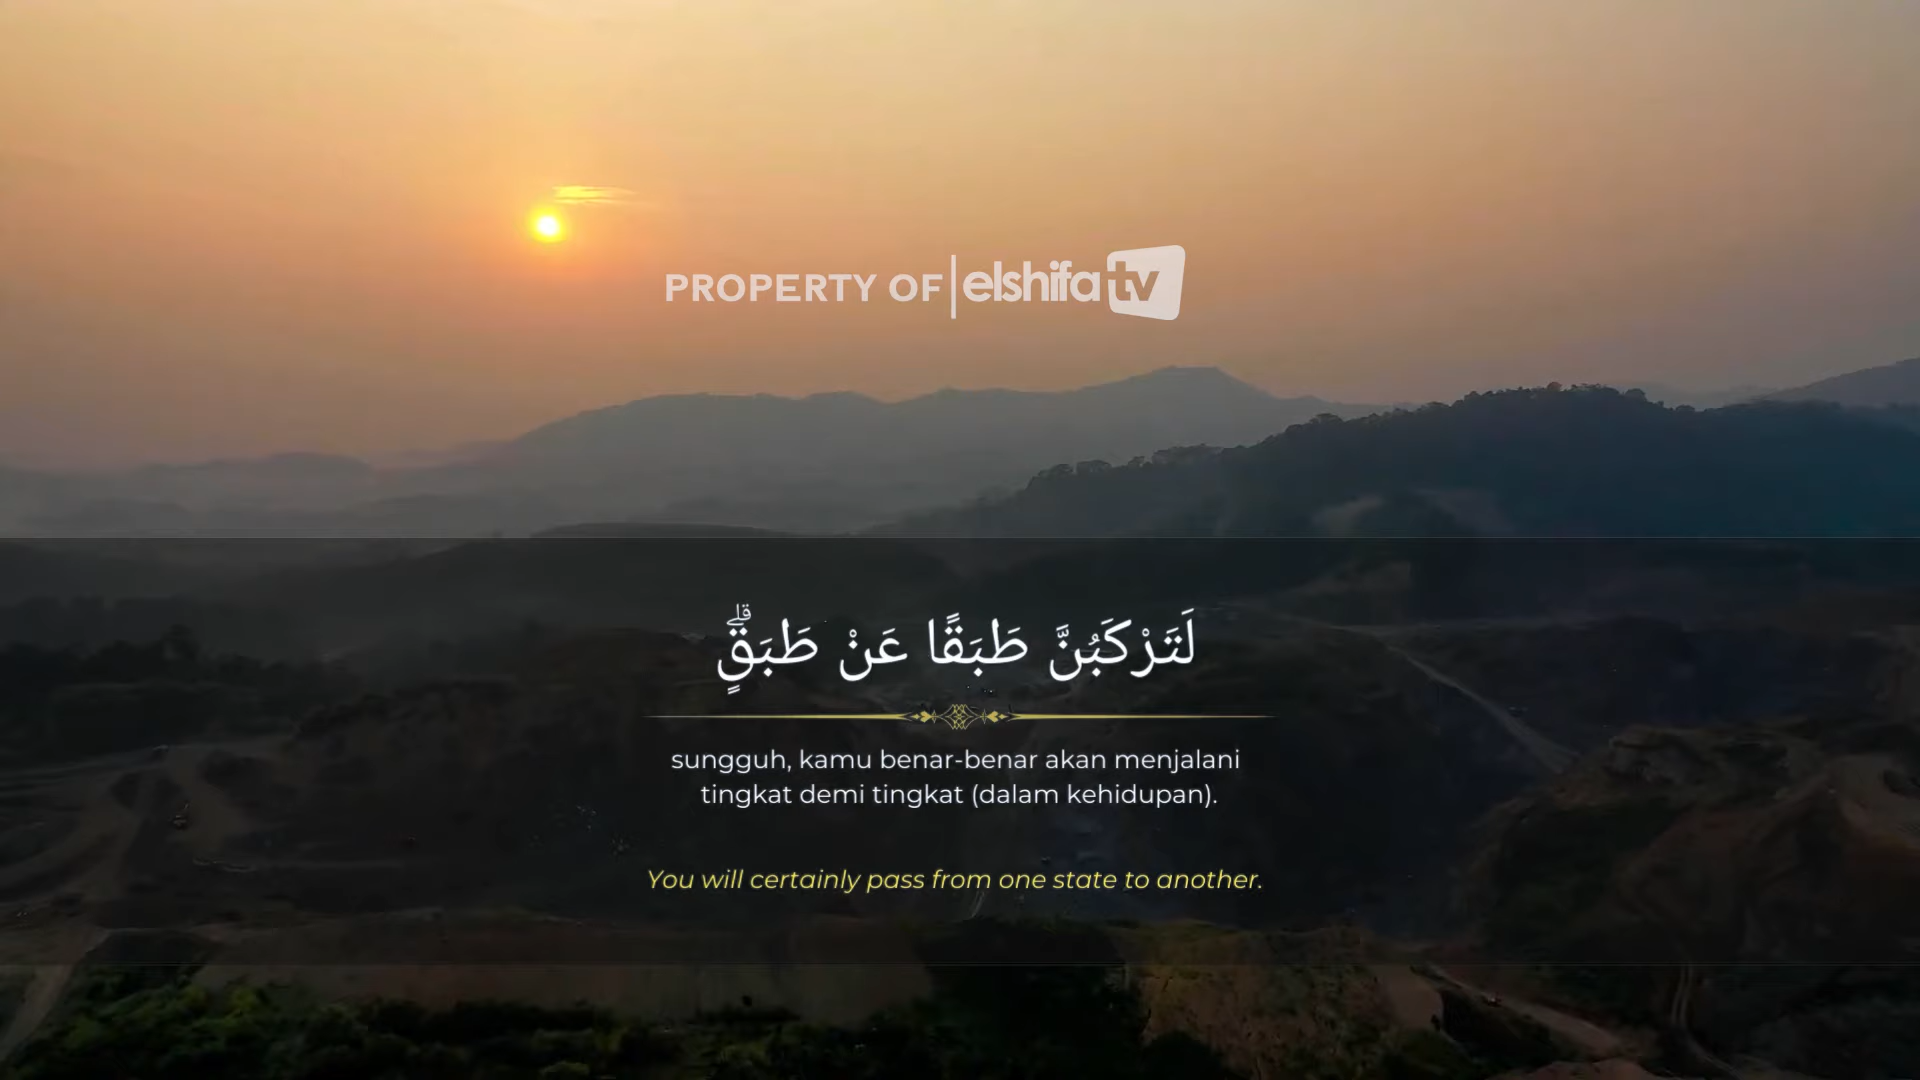 PROPERTY OF elshifa tv
لَتَرْكَبُنَّ طَبَقًا عَنْ طَبَقٍۗ
sungguh, kamu benar-benar akan menjalani
tingkat demi tingkat (dalam kehidupan).
You will certainly pass from one state to another.